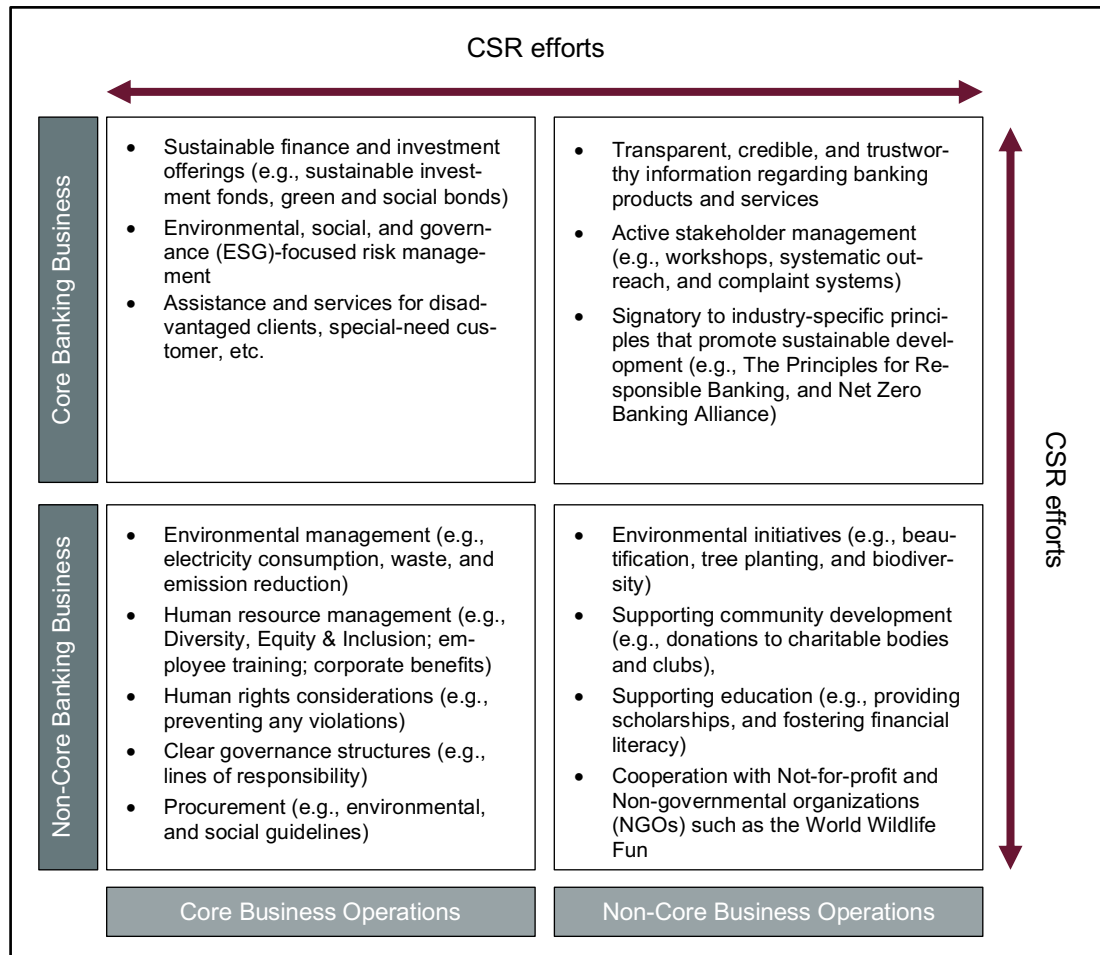 CSR efforts
Core Banking Business
• Sustainable finance and investment
offerings (e.g., sustainable invest-
ment funds, green and social bonds)
• Environmental, social, and govern-
ance (ESG)-focused risk manage-
ment
• Assistance and services for disad-
vantaged clients, special-need cus-
tomer, etc.
• Transparent, credible, and trustwor-
thy information regarding banking
products and services
• Active stakeholder management
(e.g., workshops, systematic out-
reach, and complaint systems)
• Signatory to industry-specific princi-
ples that promote sustainable devel-
opment (e.g., The Principles for Re-
sponsible Banking, and Net Zero
Banking Alliance)
CSR efforts
Non-Core Banking Business
• Environmental management (e.g.,
electricity consumption, waste, and
emission reduction)
• Human resource management (e.g.,
Diversity, Equity & Inclusion; em-
ployee training; corporate benefits)
• Human rights considerations (e.g.,
preventing any violations)
• Clear governance structures (e.g.,
lines of responsibility)
• Procurement (e.g., environmental,
and social guidelines)
• Environmental initiatives (e.g., beau-
tification, tree planting, and biodiver-
sity)
• Supporting community development
(e.g., donations to charitable bodies
and clubs),
• Supporting education (e.g., providing
scholarships, and fostering financial
literacy)
• Cooperation with Not-for-profit and
Non-governmental organizations
(NGOs) such as the World Wildlife
Fun
Core Business Operations
Non-Core Business Operations